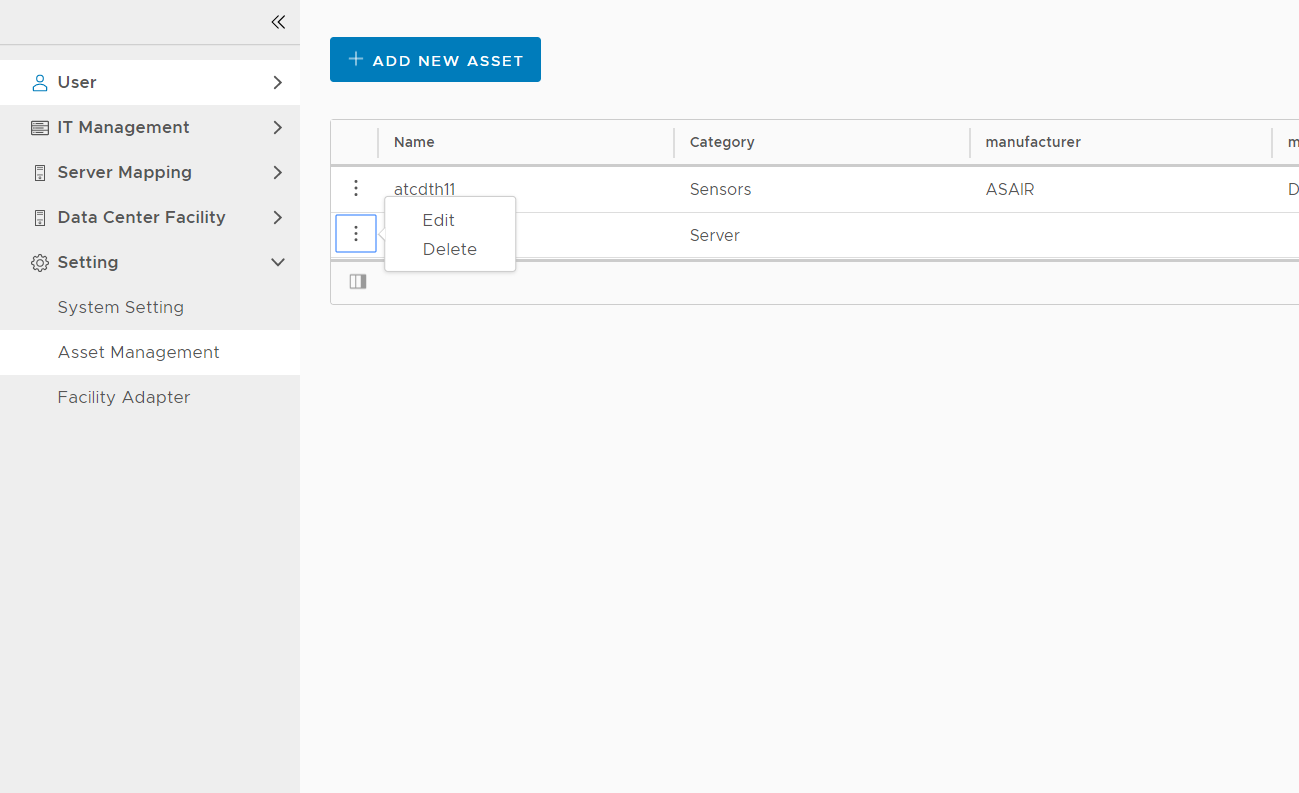 User
IT Management
Server Mapping
Data Center Facility
Setting
System Setting
Asset Management
Facility Adapter
ADD NEW ASSET
Name Category manufacturer m
atcdth11 Sensors ASAIR D
Server
Edit
Delete